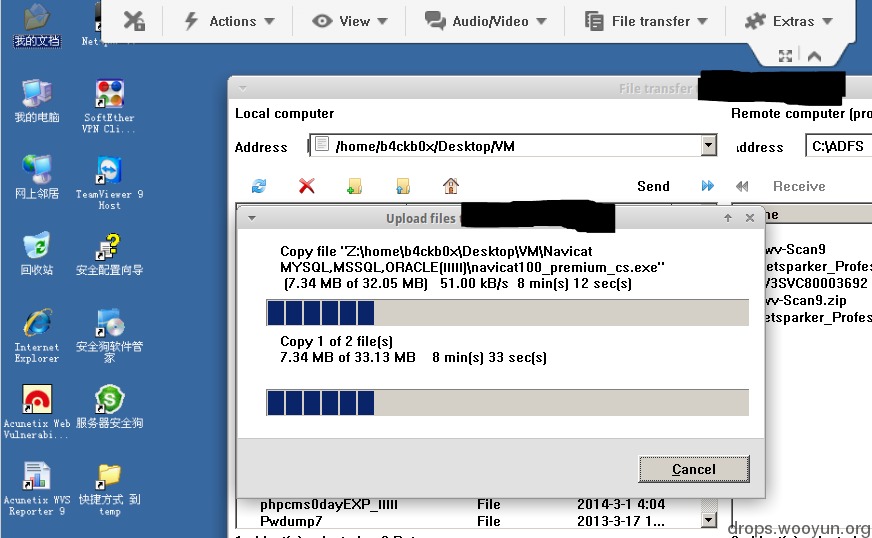 Actions
View
Audio/Video
File transfer
Extras
我的文档
我的电脑
SoftEther
VPN Cli...
网上邻居
TeamViewer 9
Host
回收站
安全配置向导
Internet
Explorer
安全狗软件管
家
Acunetix Web
Vulnerabi...
服务器安全狗
Acunetix WVS
Reporter 9
快捷方式 到
temp
File transfer
Local computer
Remote computer (pro
Address
/home/b4ckb0x/Desktop/VM
ddress
C:\ADFS
Send
Receive
Upload files
Copy file "Z:\home\b4ckb0x\Desktop\VM\Navicat
MYSQL,MSSQL,ORACLE(IIIII)\navicat100_premium_cs.exe"
(7.34 MB of 32.05 MB) 51.00 kB/s 8 min(s) 12 sec(s)
Copy 1 of 2 file(s)
7.34 MB of 33.13 MB 8 min(s) 33 sec(s)
Cancel
me
wv-Scan9
etsparker_Profes
/3SVC80003692
wv-Scan9.zip
etsparker_Profes
phpcms0dayEXP_IIIII File 2014-3-1 4:04
Pwdump7 File 2013-3-17 1...
drops.wooyun.org